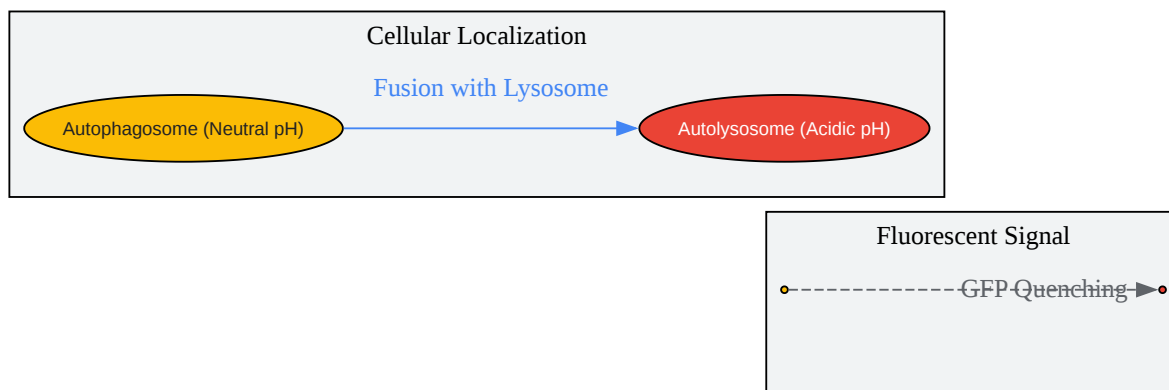 Cellular Localization
Fusion with Lysosome
Autophagosome (Neutral pH)
Autolysosome (Acidic pH)
Fluorescent Signal
GFP Quenching